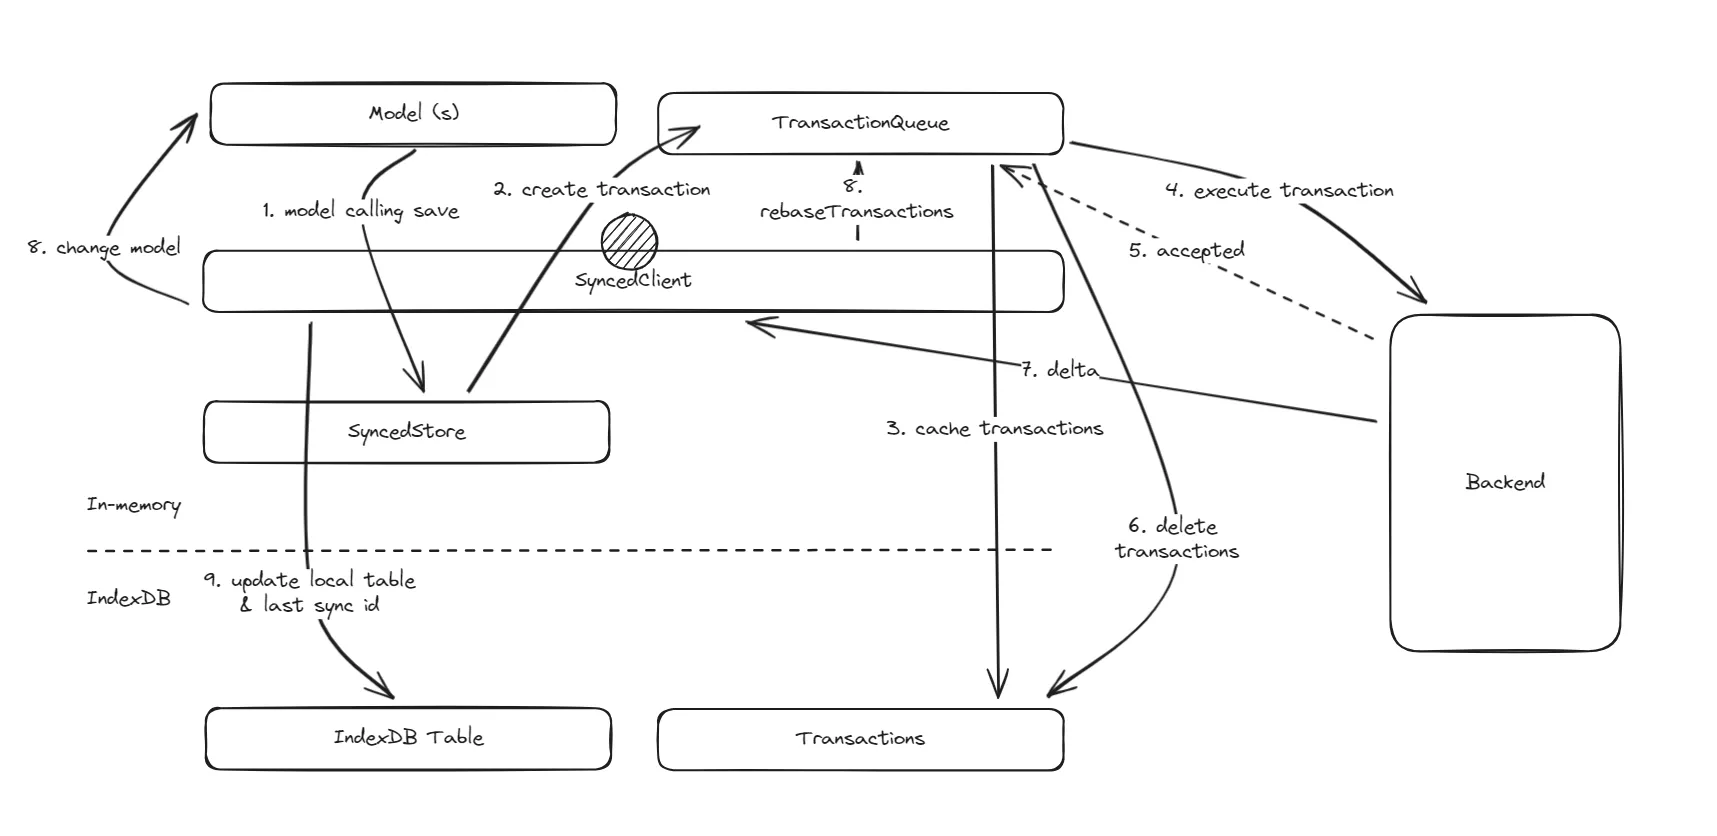 Model (s)
TransactionQueue
2. create transaction
8.
rebaseTransactions
4. execute transaction
1. model calling save
8. change model
5. accepted
SyncedClient
7. delta
3. cache transactions
SyncedStore
Backend
In-memory
6. delete
transactions
9. update local table
& last sync id
IndexDB
IndexDB Table
Transactions